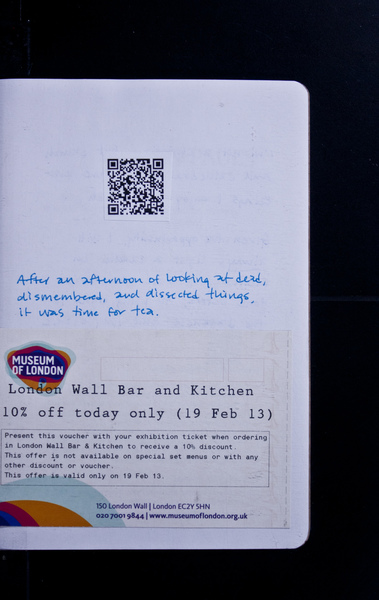 After an afternoon of looking at dead,
dismembered, and dissected things,
it was time for tea.
MUSEUM
OF LONDON
London Wall Bar and Kitchen
10% off today only (19 Feb 13)
Present this voucher with your exhibition ticket when ordering
in London Wall Bar & Kitchen to receive a 10% discount.
This offer is not available on special set menus or with any
other discount or voucher.
This offer is valid only on 19 Feb 13.
150 London Wall | London EC2Y 5HN
020 7001 9844 | www.museumoflondon.org.uk